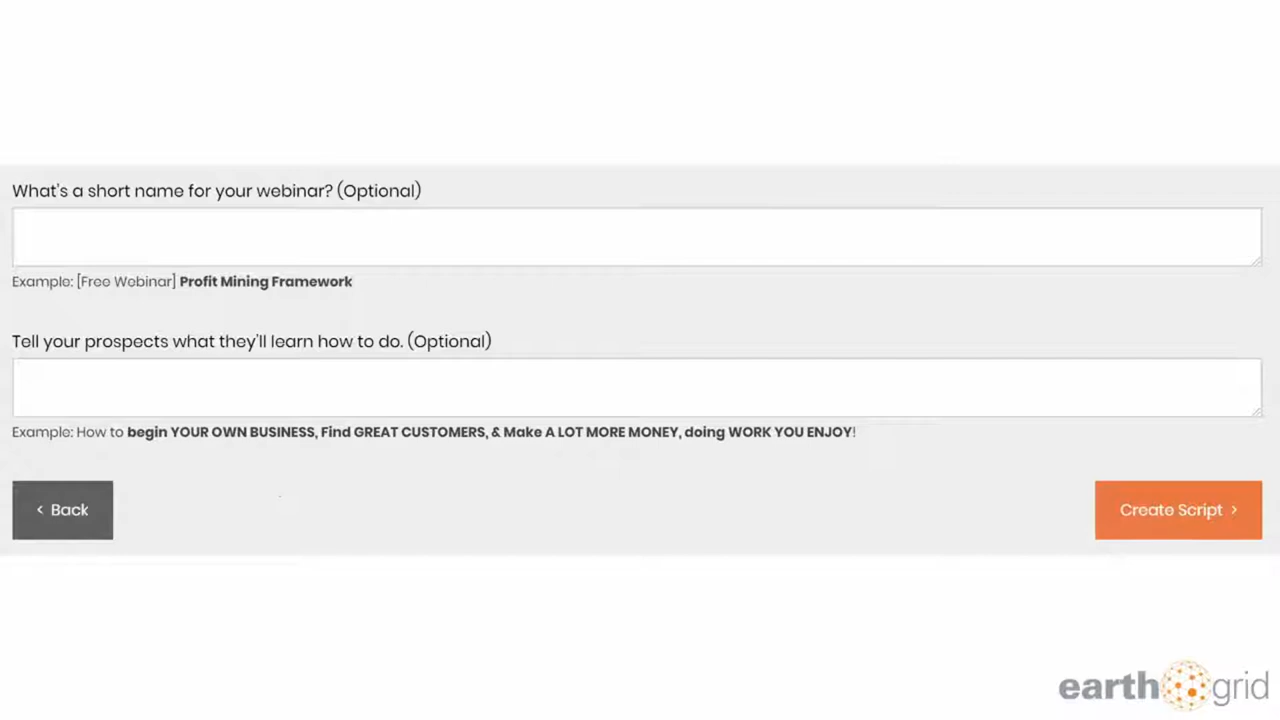 What's a short name for your webinar? (Optional)
Example: [Free Webinar] Profit Mining Framework
Tell your prospects what they'll learn how to do. (Optional)
Example: How to begin YOUR OWN BUSINESS, Find GREAT CUSTOMERS, & Make A LOT MORE MONEY, doing WORK YOU ENJOY!
< Back
Create Script >
earth grid